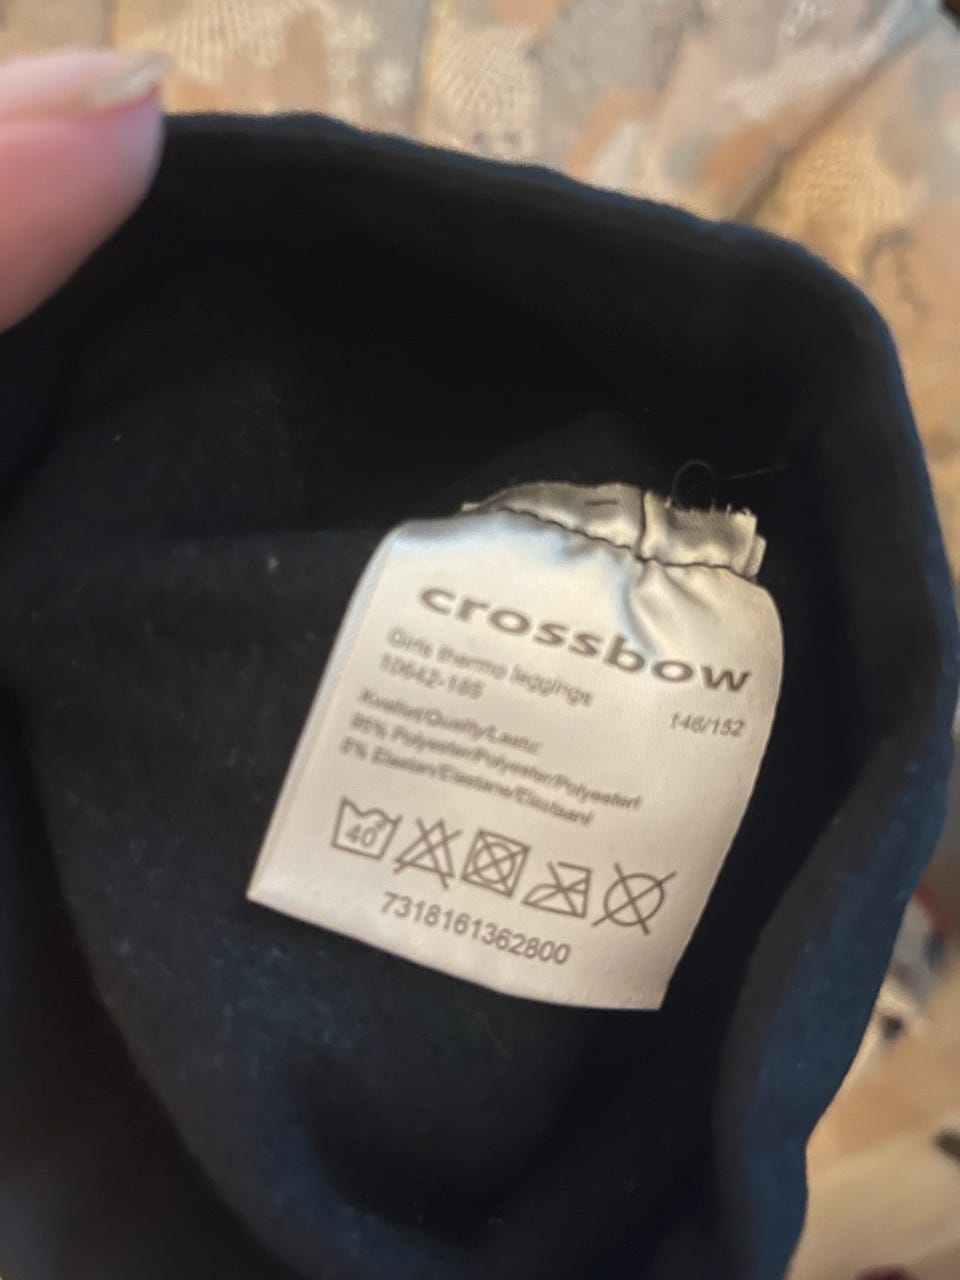 crossbow
Girls thermo leggings
10642-185
146/152
Kvalitet/Quality/Laatu:
95% Polyester/Polyester/Polyesteri
5% Elastan/Elastane/Elastaani
40°
7318161362800